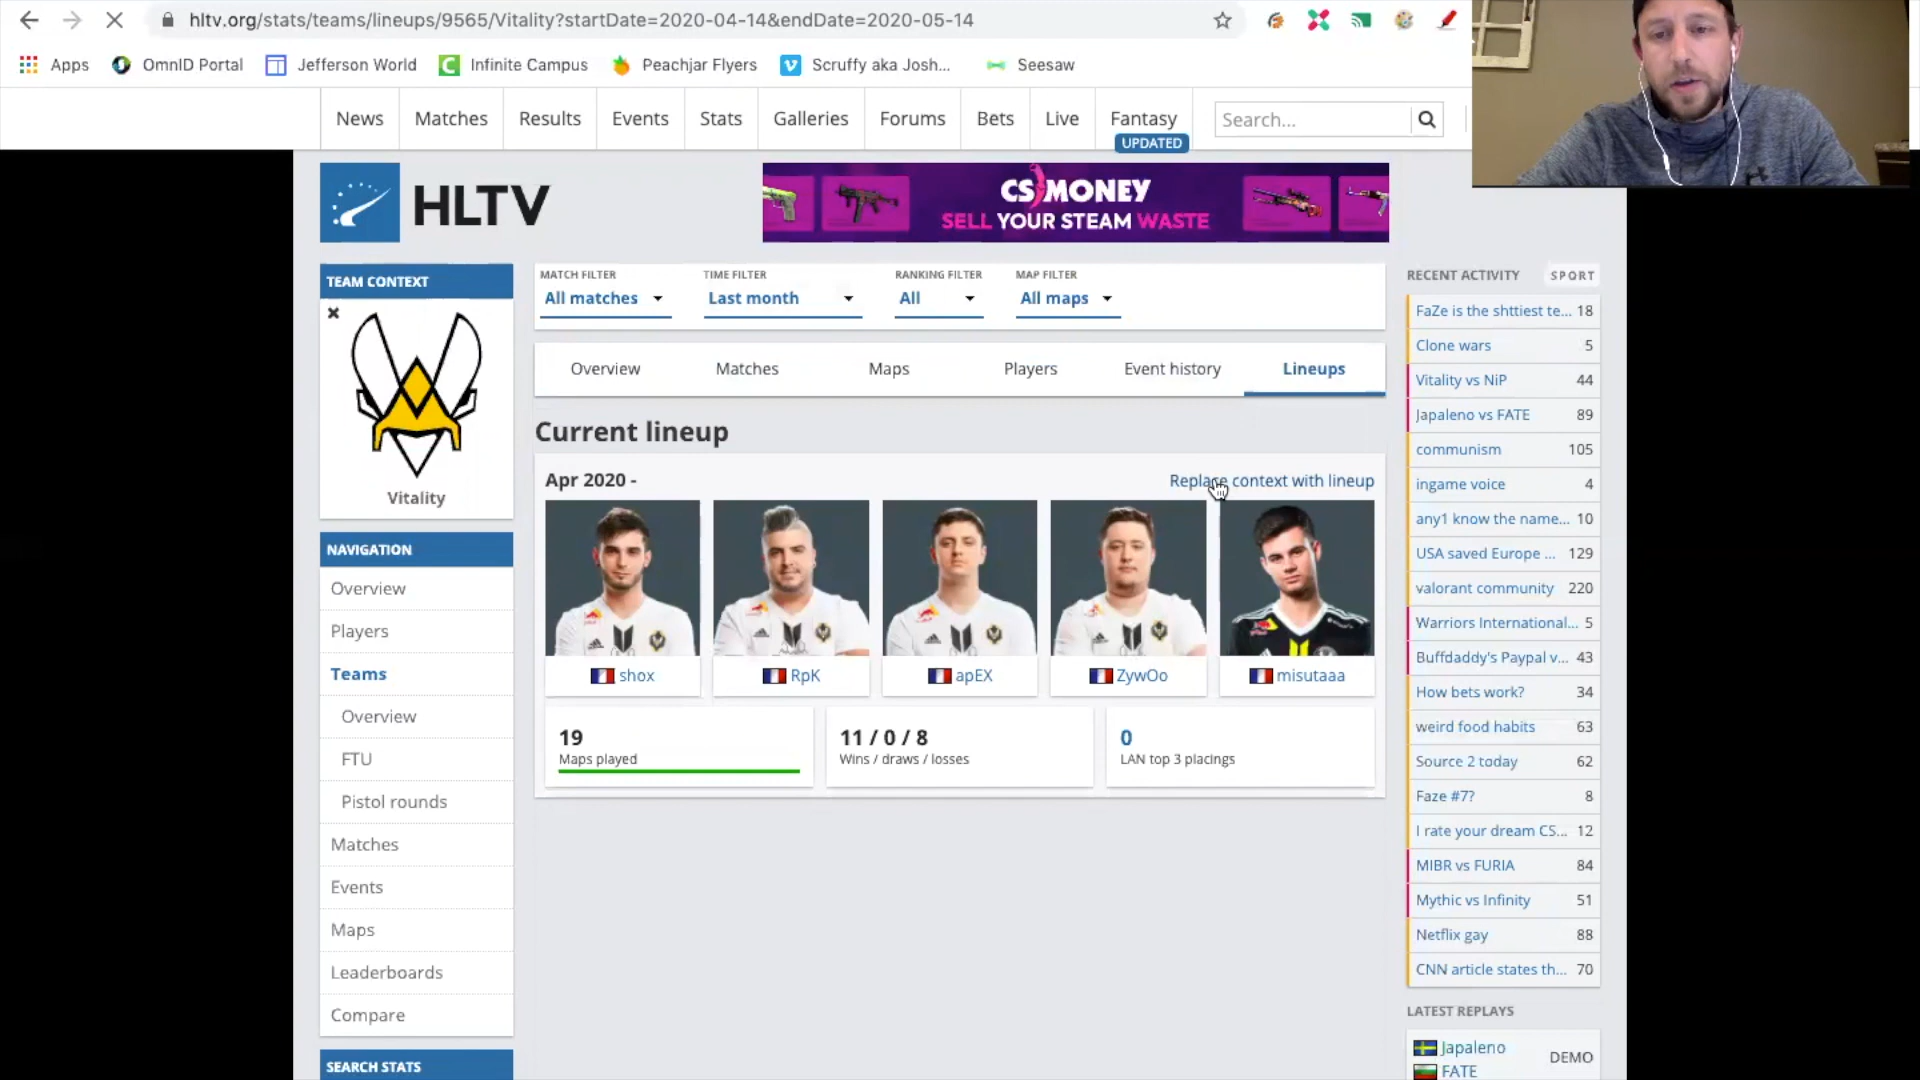 hltv.org/stats/teams/lineups/9565/Vitality?startDate=2020-04-14&endDate=2020-05-14
Apps
OmnID Portal
Jefferson World
Infinite Campus
Peachjar Flyers
Scruffy aka Josh...
Seesaw
News
Matches
Results
Events
Stats
Galleries
Forums
Bets
Live
Fantasy
UPDATED
Search...
HLTV
CS MONEY
SELL YOUR STEAM WASTE
TEAM CONTEXT
Vitality
NAVIGATION
Overview
Players
Teams
Overview
FTU
Pistol rounds
Matches
Events
Maps
Leaderboards
Compare
SEARCH STATS
MATCH FILTER
All matches
TIME FILTER
Last month
RANKING FILTER
All
MAP FILTER
All maps
Overview
Matches
Maps
Players
Event history
Lineups
Current lineup
Apr 2020 -
Replace context with lineup
shox
RpK
apEX
ZywOo
misutaaa
19
Maps played
11 / 0 / 8
Wins / draws / losses
0
LAN top 3 placings
RECENT ACTIVITY
SPORT
FaZe is the shttiest te... 18
Clone wars 5
Vitality vs NiP 44
Japaleno vs FATE 89
communism 105
ingame voice 4
any1 know the name... 10
USA saved Europe ... 129
valorant community 220
Warriors International... 5
Buffdaddy's Paypal v... 43
How bets work? 34
weird food habits 63
Source 2 today 62
Faze #7? 8
I rate your dream CS... 12
MIBR vs FURIA 84
Mythic vs Infinity 51
Netflix gay 88
CNN article states th... 70
LATEST REPLAYS
Japaleno
FATE
DEMO